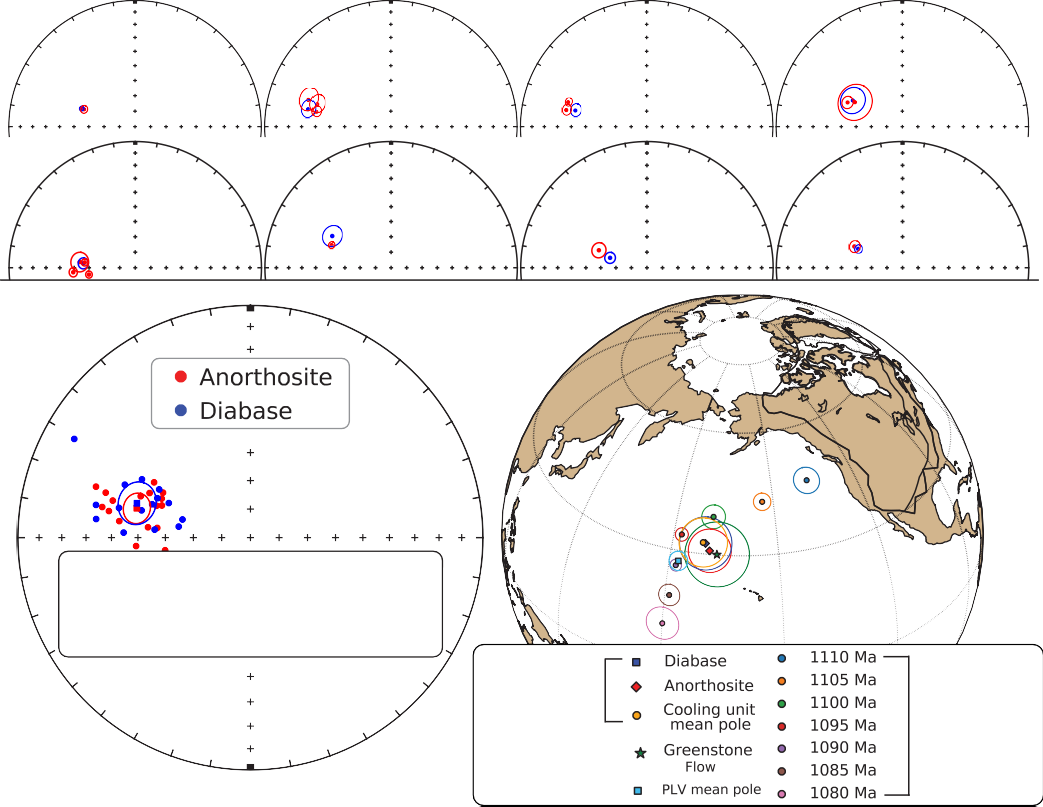 Anorthosite
Diabase
Diabase
Anorthosite
Cooling unit
mean pole
Greenstone
Flow
PLV mean pole
1110 Ma
1105 Ma
1100 Ma
1095 Ma
1090 Ma
1085 Ma
1080 Ma